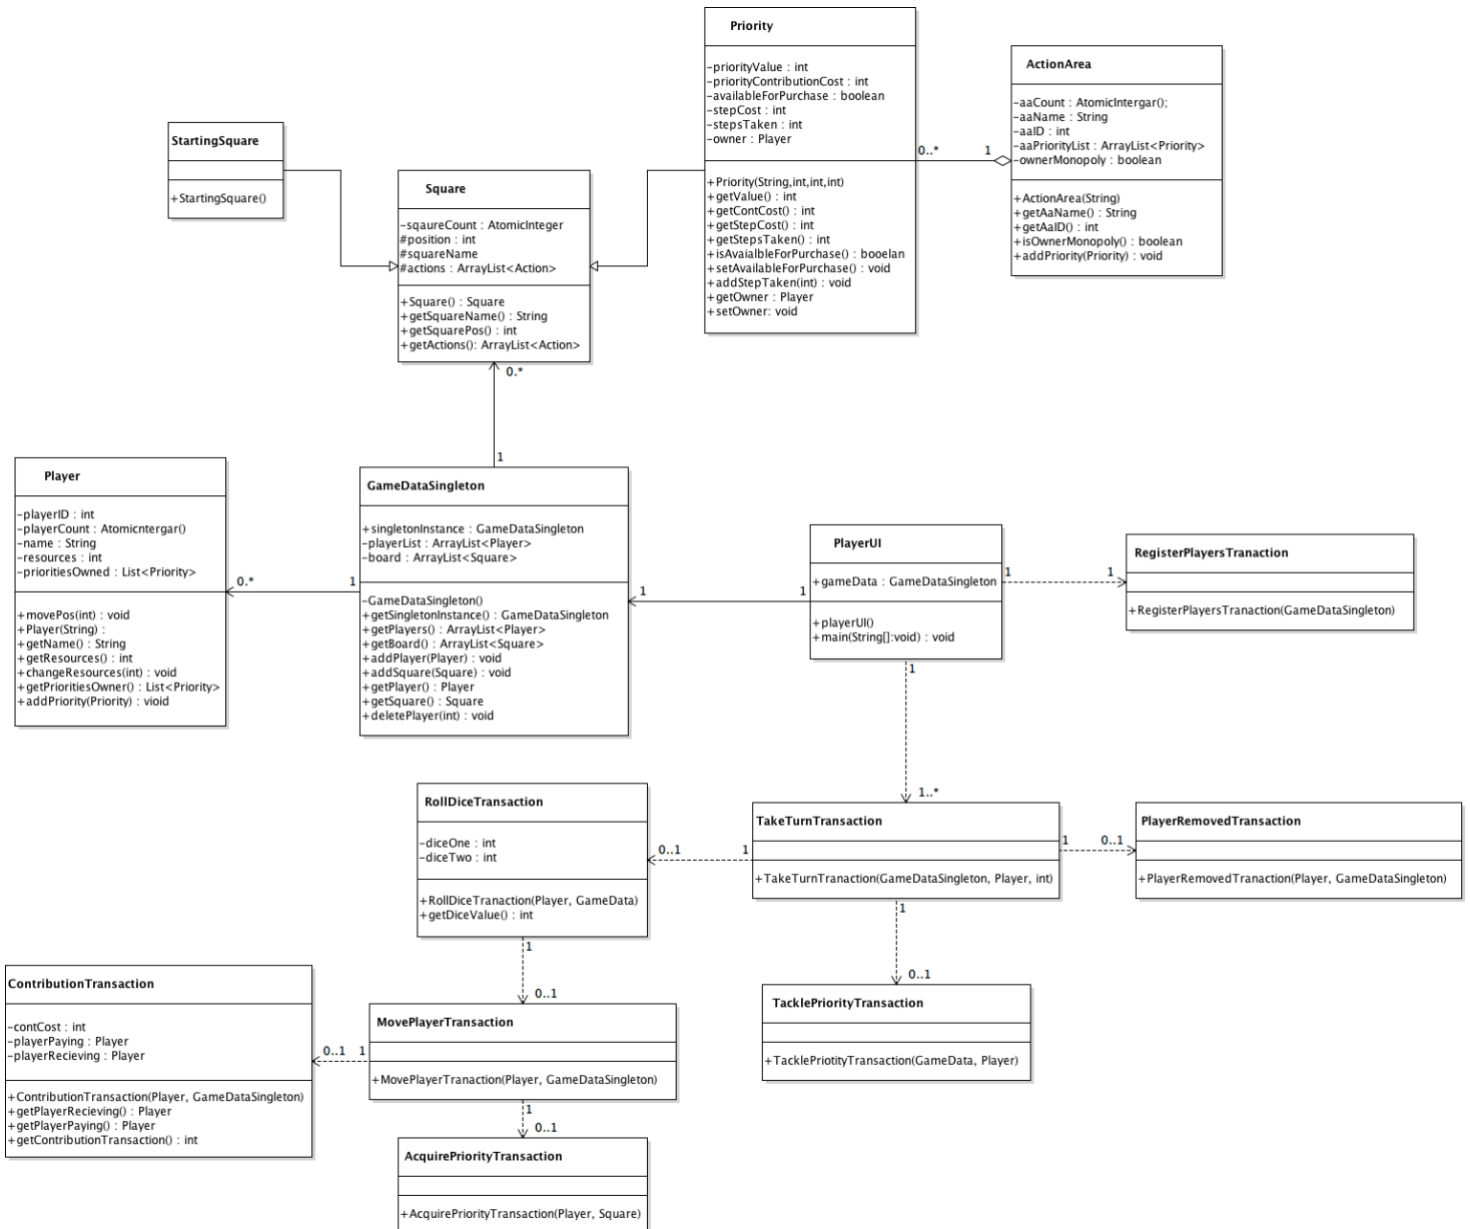 Priority
-priorityValue : int
-priorityContributionCost : int
-availableForPurchase : boolean
-stepCost : int
-stepsTaken : int
-owner : Player
+Priority(String,int,int,int)
+getValue() : int
+getContCost() : int
+getStepCost() : int
+getStepsTaken() : int
+isAvaialbleForPurchase() : booelan
+setAvailableForPurchase() : void
+addStepTaken(int) : void
+getOwner : Player
+setOwner: void
0..*
1
ActionArea
-aaCount : AtomicIntergar();
-aaName : String
-aaID : int
-aaPriorityList : ArrayList<Priority>
-ownerMonopoly : boolean
+ActionArea(String)
+getAaName() : String
+getAaID() : int
+isOwnerMonopoly() : boolean
+addPriority(Priority) : void
StartingSquare
+StartingSquare()
Square
-sqaureCount : AtomicInteger
#position : int
#squareName
#actions : ArrayList<Action>
+Square() : Square
+getSquareName() : String
+getSquarePos() : int
+getActions(): ArrayList<Action>
0.*
1
Player
-playerID : int
-playerCount : Atomicntergar()
-name : String
-resources : int
-prioritiesOwned : List<Priority>
+movePos(int) : void
+Player(String) :
+getName() : String
+getResources() : int
+changeResources(int) : void
+getPrioritiesOwner() : List<Priority>
+addPriority(Priority) : vioid
0.*
1
GameDataSingleton
+singletonInstance : GameDataSingleton
-playerList : ArrayList<Player>
-board : ArrayList<Square>
-GameDataSingleton()
+getSingletonInstance() : GameDataSingleton
+getPlayers() : ArrayList<Player>
+getBoard() : ArrayList<Square>
+addPlayer(Player) : void
+addSquare(Square) : void
+getPlayer() : Player
+getSquare() : Square
+deletePlayer(int) : void
1
1
PlayerUI
+gameData : GameDataSingleton
+playerUI()
+main(String[]:void) : void
1
1
RegisterPlayersTranaction
+RegisterPlayersTranaction(GameDataSingleton)
1
1..*
RollDiceTransaction
-diceOne : int
-diceTwo : int
+RollDiceTranaction(Player, GameData)
+getDiceValue() : int
0..1
1
TakeTurnTransaction
+TakeTurnTranaction(GameDataSingleton, Player, int)
1
0..1
PlayerRemovedTransaction
+PlayerRemovedTranaction(Player, GameDataSingleton)
1
0..1
1
0..1
ContributionTransaction
-contCost : int
-playerPaying : Player
-playerRecieving : Player
+ContributionTransaction(Player, GameDataSingleton)
+getPlayerRecieving() : Player
+getPlayerPaying() : Player
+getContributionTransaction() : int
0..1
1
MovePlayerTransaction
+MovePlayerTranaction(Player, GameDataSingleton)
TacklePriorityTransaction
+TacklePriotityTransaction(GameData, Player)
1
0..1
AcquirePriorityTransaction
+AcquirePriorityTransaction(Player, Square)